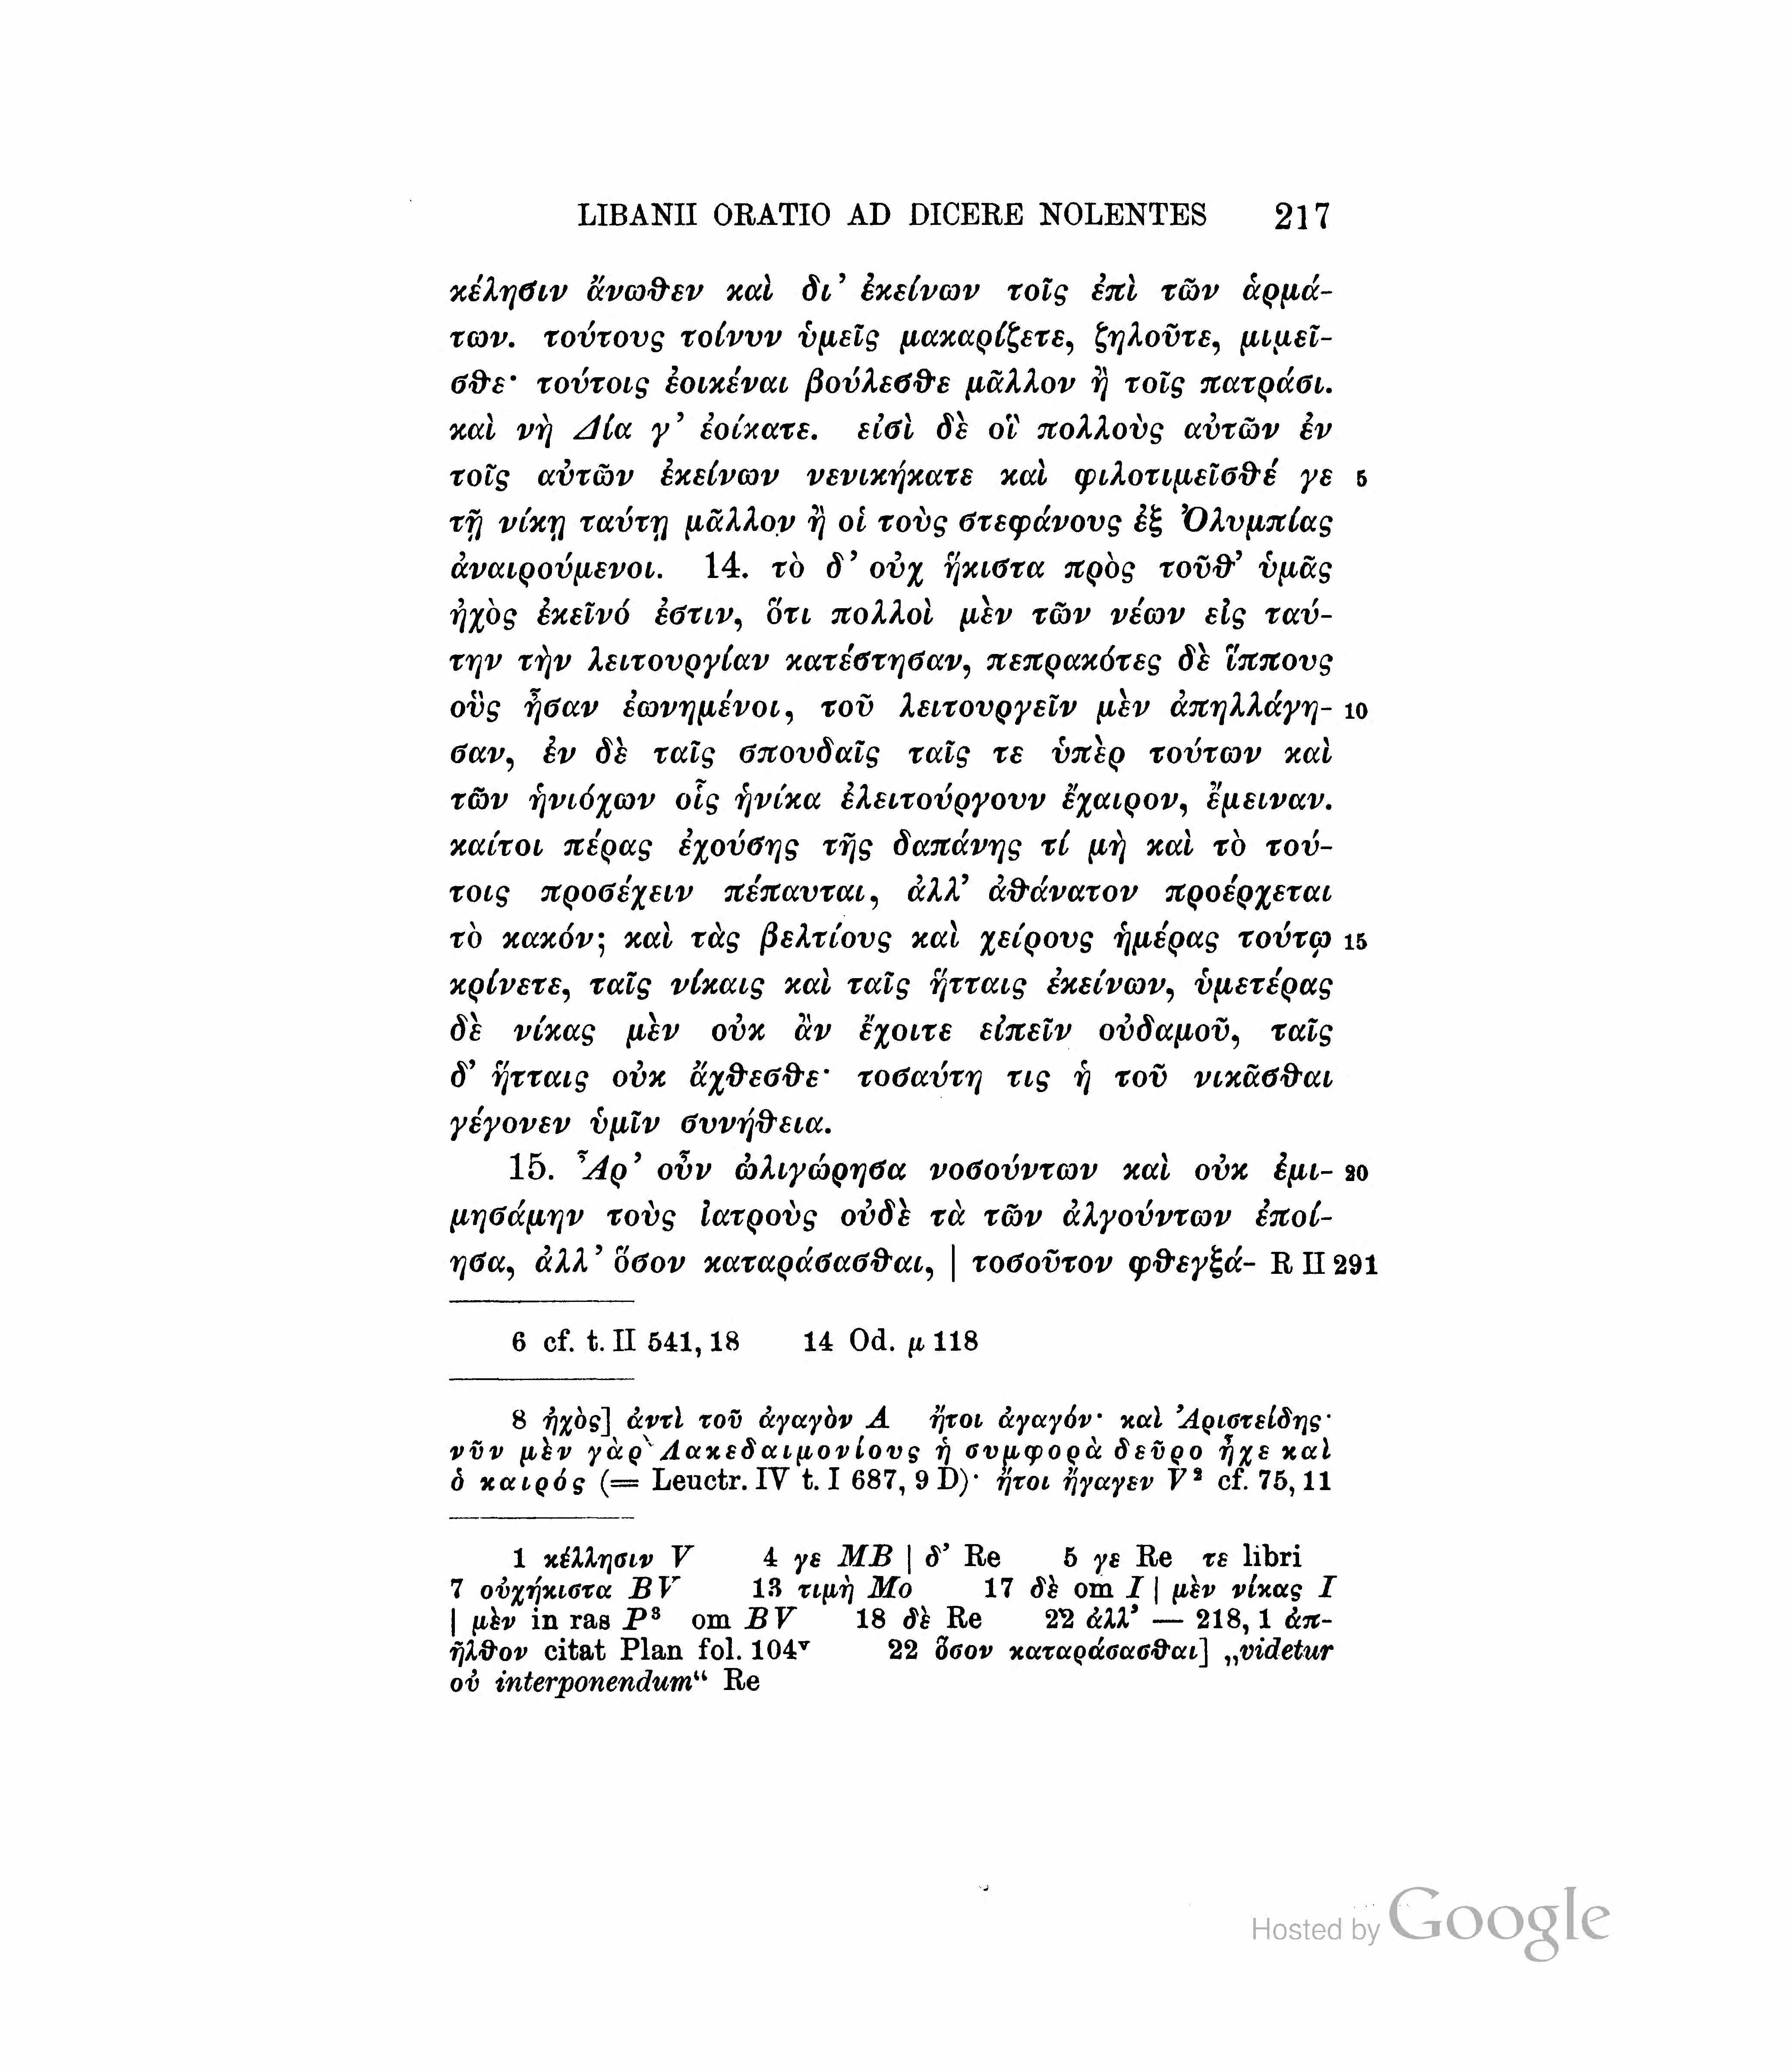 LIBANII ORATIO AD DICERE NOLENTES 217
κέλησιν ἄνωθεν καὶ δι’ ἐκείνων τοῖς ἐπὶ τῶν ἁρμά-
των. τούτους τοίνυν ὑμεῖς μακαρίζετε, ζηλοῦτε, μιμεῖ-
σθε· τούτοις ἐοικέναι βούλεσθε μᾶλλον ἢ τοῖς πατράσι.
καὶ νὴ Δία γ’ ἐοίκατε. εἰσὶ δὲ οἳ πολλοὺς αὐτῶν ἐν
τοῖς αὐτῶν ἐκείνων νενικήκατε καὶ φιλοτιμεῖσθέ γε 5
τῇ νίκῃ ταύτῃ μᾶλλον ἢ οἱ τοὺς στεφάνους ἐξ Ὀλυμπίας
ἀναιρούμενοι. 14. τὸ δ’ οὐχ ἥκιστα πρὸς τοῦθ’ ὑμᾶς
ἠχὸς ἐκεῖνό ἐστιν, ὅτι πολλοὶ μὲν τῶν νέων εἰς ταύ-
την τὴν λειτουργίαν κατέστησαν, πεπρακότες δὲ ἵππους
οὓς ἦσαν ἐωνημένοι, τοῦ λειτουργεῖν μὲν ἀπηλλάγη- 10
σαν, ἐν δὲ ταῖς σπουδαῖς ταῖς τε ὑπὲρ τούτων καὶ
τῶν ἡνιόχων οἷς ἡνίκα ἐλειτούργουν ἔχαιρον, ἔμειναν.
καίτοι πέρας ἐχούσης τῆς δαπάνης τί μὴ καὶ τὸ τού-
τοις προσέχειν πέπαυται, ἀλλ’ ἀθάνατον προέρχεται
τὸ κακόν; καὶ τὰς βελτίους καὶ χείρους ἡμέρας τούτῳ 15
κρίνετε, ταῖς νίκαις καὶ ταῖς ἥτταις ἐκείνων, ὑμετέρας
δὲ νίκας μὲν οὐκ ἂν ἔχοιτε εἰπεῖν οὐδαμοῦ, ταῖς
δ’ ἥτταις οὐκ ἄχθεσθε· τοσαύτη τις ἡ τοῦ νικᾶσθαι
γέγονεν ὑμῖν συνήθεια.
15. Ἆρ’ οὖν ὠλιγώρησα νοσούντων καὶ οὐκ ἐμι- 20
μησάμην τοὺς ἰατροὺς οὐδὲ τὰ τῶν ἀλγούντων ἐποί-
ησα, ἀλλ’ ὅσον καταράσασθαι, | τοσοῦτον φθεγξά- R II 291
6 cf. t. II 541, 18 14 Od. μ 118
8 ἠχὸς] ἀντὶ τοῦ ἀγαγὸν A ἤτοι ἀγαγόν· καὶ Ἀριστείδης·
νῦν μὲν γὰρ Λακεδαιμονίους ἡ συμφορὰ δεῦρο ἦχε καὶ
ὁ καιρός (= Leuctr. IV t. I 687, 9 D)· ἤτοι ἤγαγεν V² cf. 75, 11
1 κέλλησιν V 4 γε MB | δ’ Re 5 γε Re τε libri
7 οὐχήκιστα BV 13 τιμὴ Mo 17 δὲ om I | μὲν νίκας I
| μὲν in ras P³ om BV 18 δὲ Re 22 ἀλλ’ — 218, 1 ἀπ-
ῆλθον citat Plan fol. 104ᵛ 22 ὅσον καταράσασθαι] „videtur
οὐ interponendum“ Re
Hosted by Google